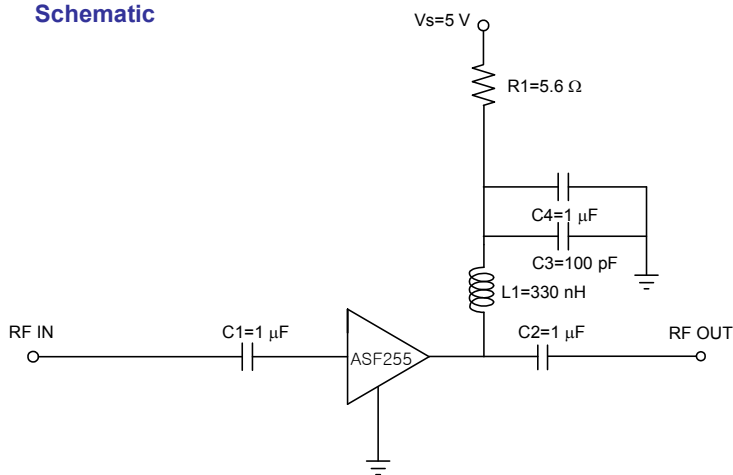 Schematic
Vs=5 V
R1=5.6 Ω
C4=1 μF
C3=100 pF
L1=330 nH
RF IN
C1=1 μF
ASF255
C2=1 μF
RF OUT